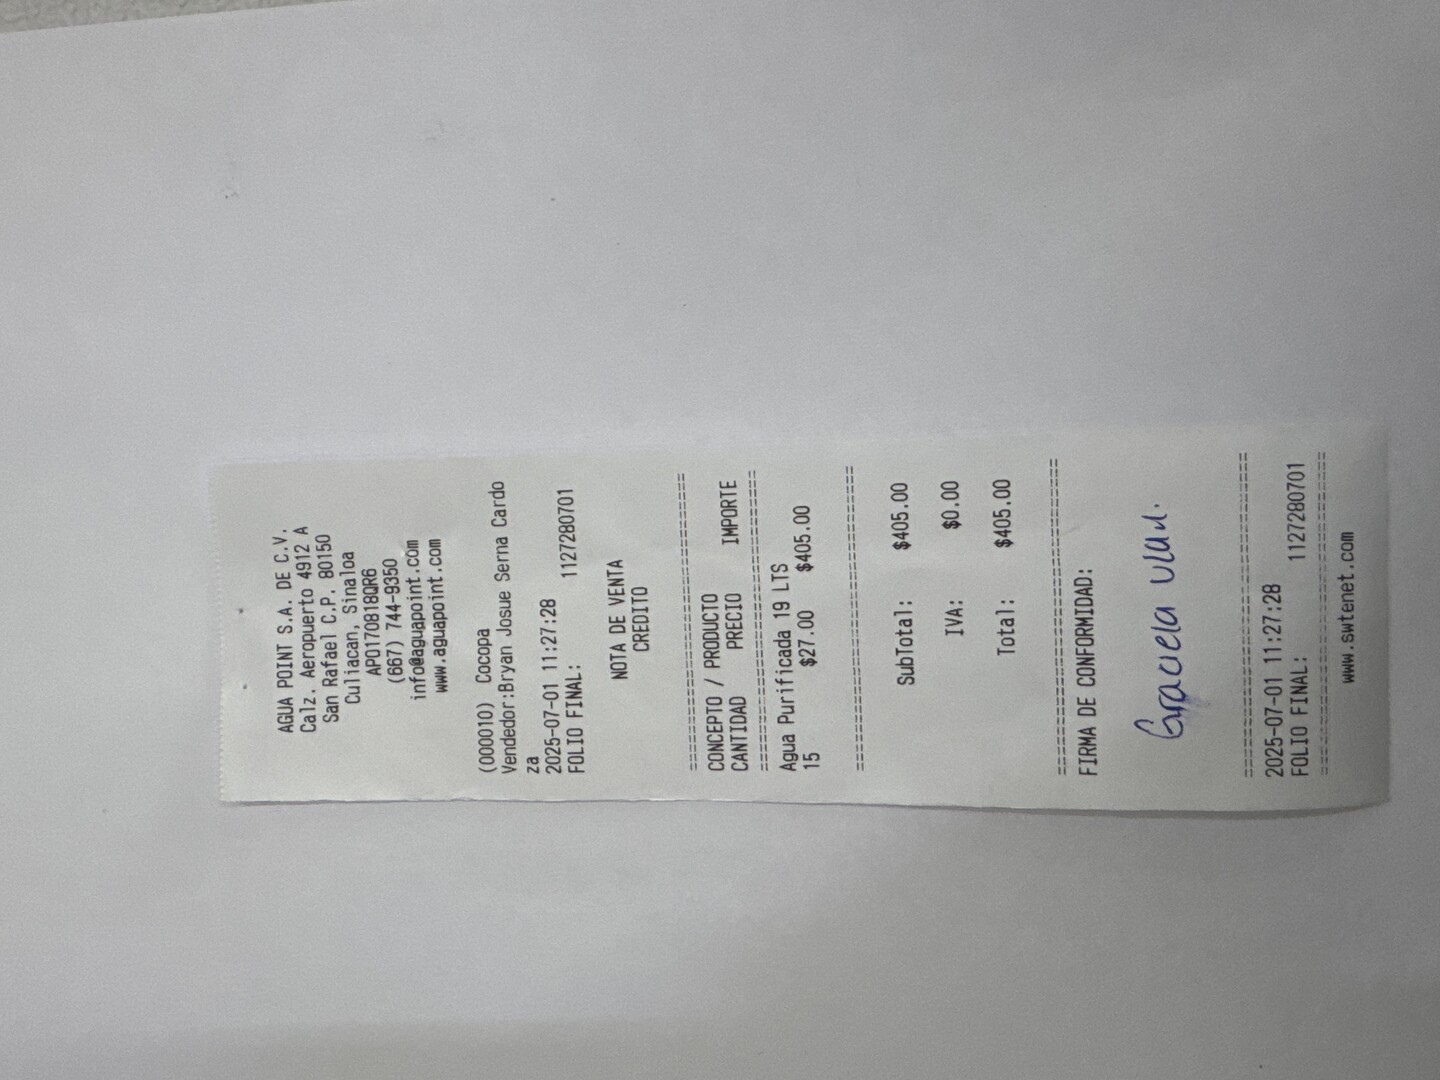 AGUA POINT S.A. DE C.V.
Calz. Aeropuerto 4912 A
San Rafael C.P. 80150
Culiacan, Sinaloa
APO170818QR6
(667) 744-9350
info@aguapoint.com
www.aguapoint.com
(000010) Cocopa
Vendedor:Bryan Josue Serna Cardo
za
2025-07-01 11:27:28
FOLIO FINAL: 1127280701
NOTA DE VENTA
CREDITO
================================
CONCEPTO / PRODUCTO
CANTIDAD PRECIO IMPORTE
================================
Agua Purificada 19 LTS
15 $27.00 $405.00
================================
SubTotal: $405.00
IVA: $0.00
Total: $405.00
================================
FIRMA DE CONFORMIDAD:
Graciela
================================
2025-07-01 11:27:28
FOLIO FINAL: 1127280701
================================
www.swtenet.com